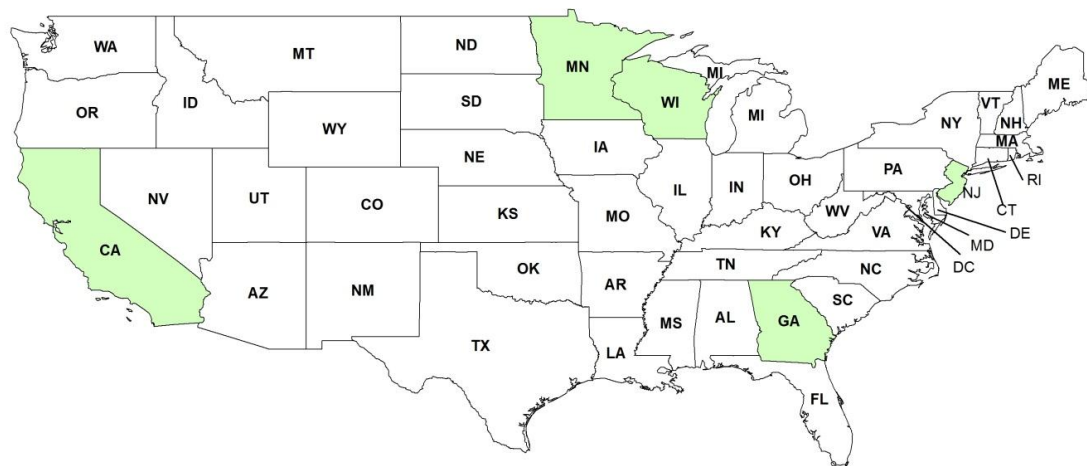 WA
MT
ND
MN
MI
ME
VT
OR
ID
SD
WI
MI
NY
NH
WY
MA
IA
NE
PA
RI
NJ
NV
UT
CO
IL
IN
OH
CT
KS
MO
WV
DE
CA
KY
VA
MD
DC
TN
NC
OK
AR
AZ
NM
SC
MS
AL
GA
TX
LA
FL